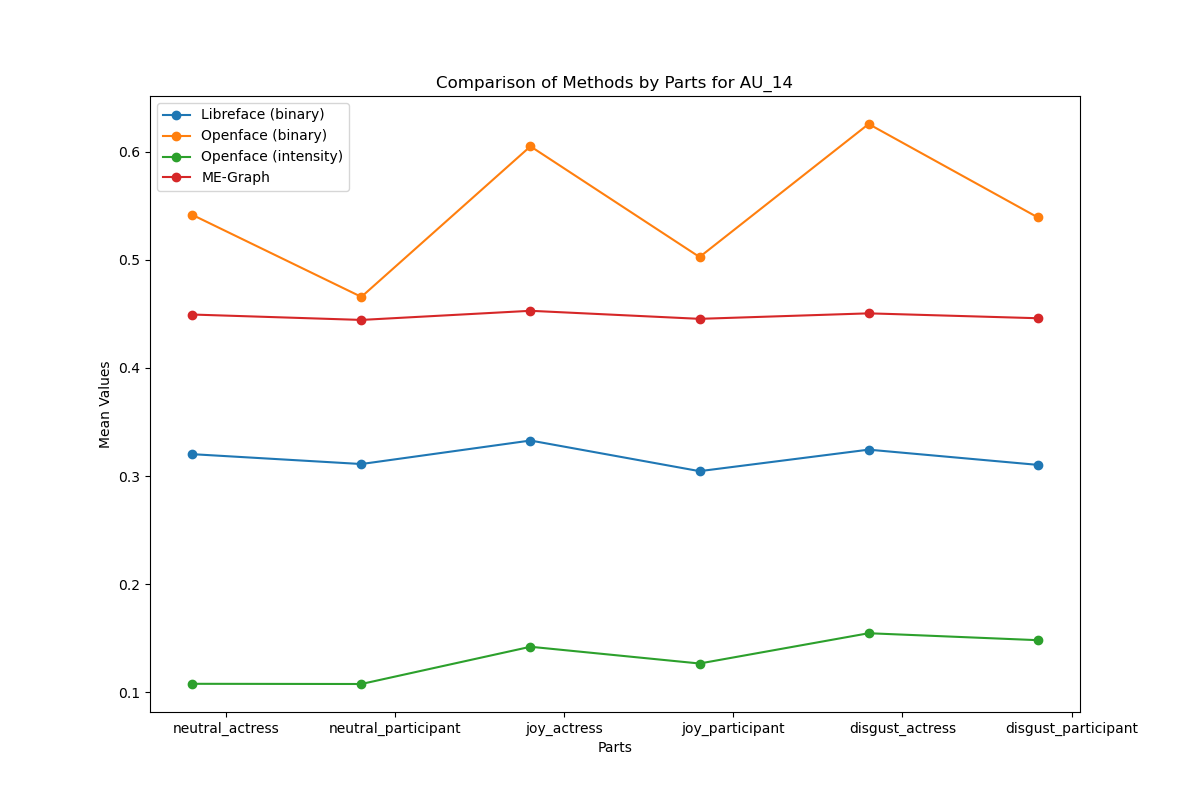 Comparison of Methods by Parts for AU_14
Libreface (binary)
Openface (binary)
Openface (intensity)
ME-Graph
Mean Values
0.6
0.5
0.4
0.3
0.2
0.1
neutral_actress neutral_participant joy_actress joy_participant disgust_actress disgust_participant
Parts